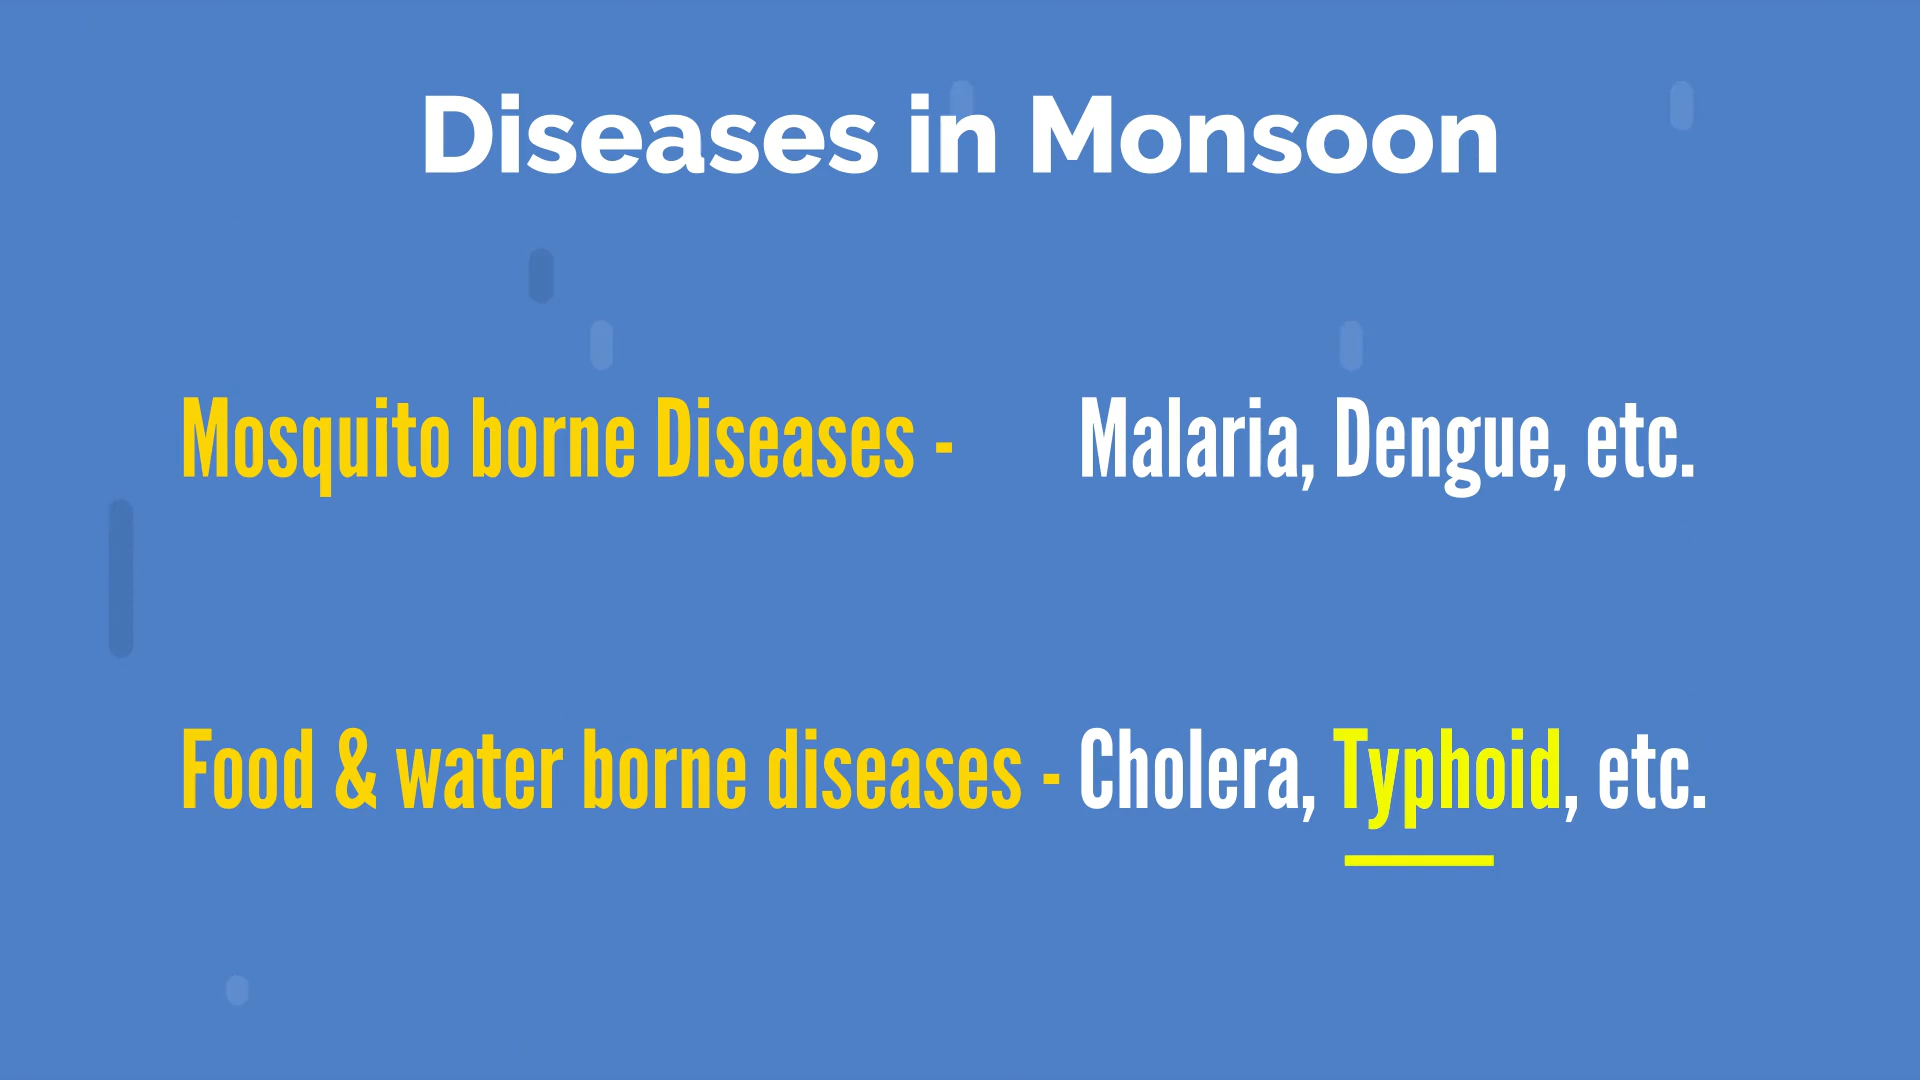 Diseases in Monsoon
Mosquito borne Diseases - Malaria, Dengue, etc.
Food & water borne diseases - Cholera, Typhoid, etc.